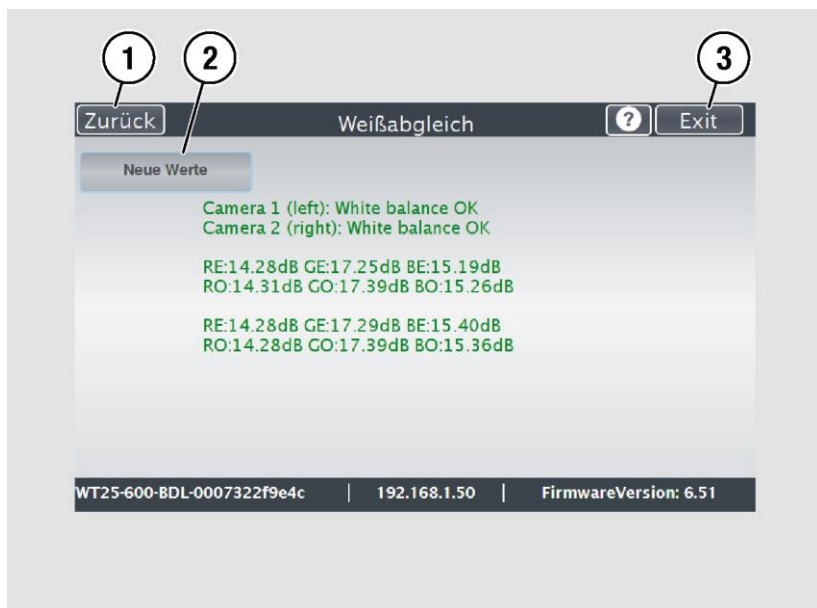 1 2 3
Zurück Weißabgleich ? Exit
Neue Werte
Camera 1 (left): White balance OK
Camera 2 (right): White balance OK
RE:14.28dB GE:17.25dB BE:15.19dB
RO:14.31dB GO:17.39dB BO:15.26dB
RE:14.28dB GE:17.29dB BE:15.40dB
RO:14.28dB GO:17.39dB BO:15.36dB
WT25-600-BDL-0007322f9e4c | 192.168.1.50 | FirmwareVersion: 6.51